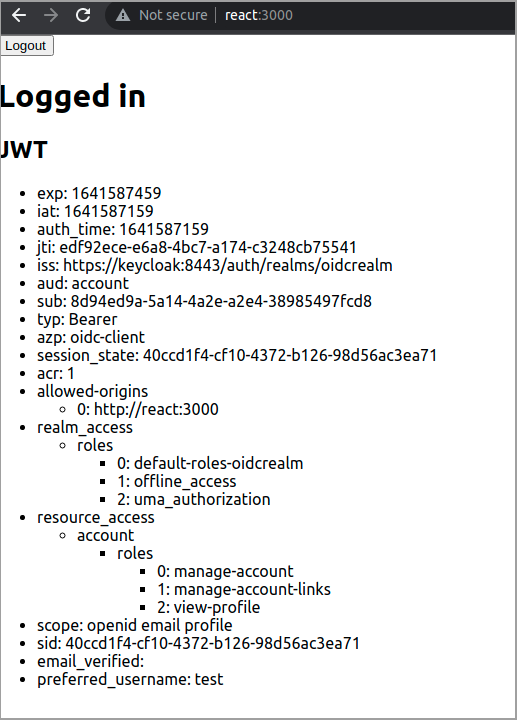 Not secure | react:3000
Logout
Logged in
JWT
exp: 1641587459
iat: 1641587159
auth_time: 1641587159
jti: edf92ece-e6a8-4bc7-a174-c3248cb75541
iss: https://keycloak:8443/auth/realms/oidcrealm
aud: account
sub: 8d94ed9a-5a14-4a2e-a2e4-38985497fcd8
typ: Bearer
azp: oidc-client
session_state: 40ccd1f4-cf10-4372-b126-98d56ac3ea71
acr: 1
allowed-origins
0: http://react:3000
realm_access
roles
0: default-roles-oidcrealm
1: offline_access
2: uma_authorization
resource_access
account
roles
0: manage-account
1: manage-account-links
2: view-profile
scope: openid email profile
sid: 40ccd1f4-cf10-4372-b126-98d56ac3ea71
email_verified:
preferred_username: test